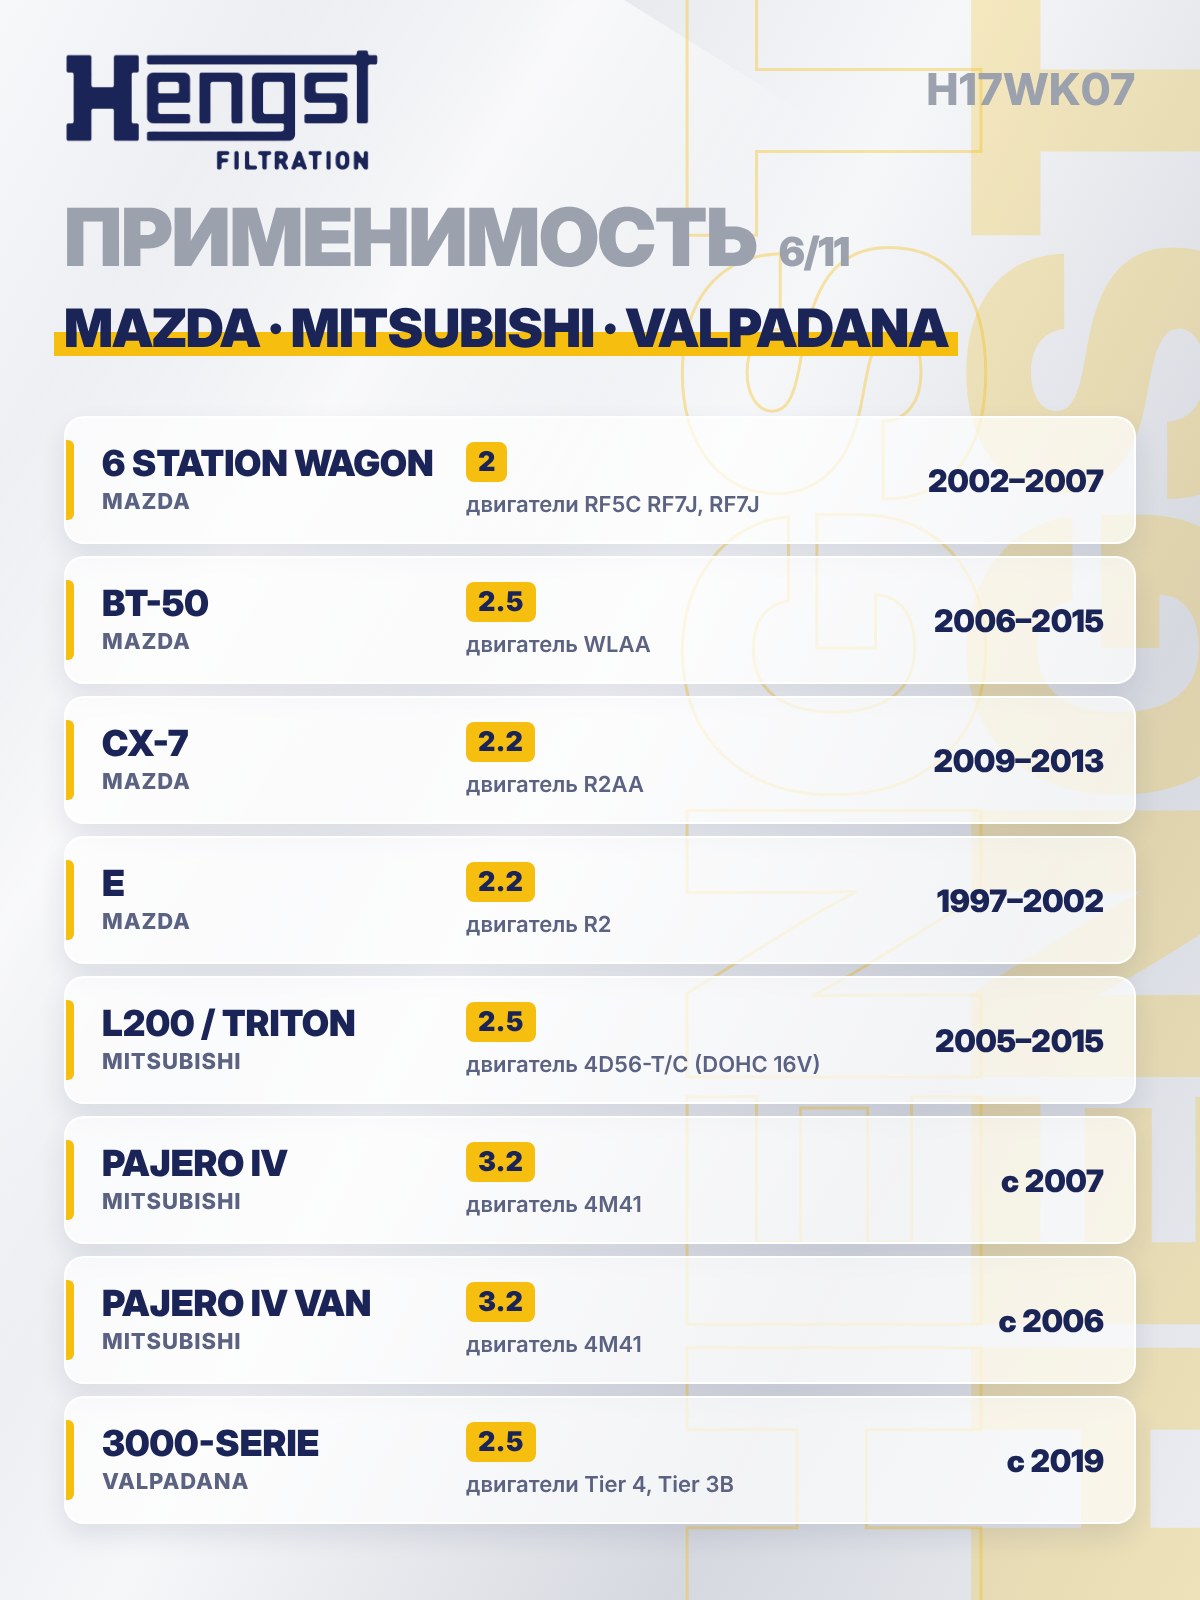 Hengst
FILTRATION
H17WK07
ПРИМЕНИМОСТЬ 6/11
MAZDA · MITSUBISHI · VALPADANA
6 STATION WAGON
MAZDA
2
двигатели RF5C RF7J, RF7J
2002–2007
BT-50
MAZDA
2.5
двигатель WLAA
2006–2015
CX-7
MAZDA
2.2
двигатель R2AA
2009–2013
E
MAZDA
2.2
двигатель R2
1997–2002
L200 / TRITON
MITSUBISHI
2.5
двигатель 4D56-T/C (DOHC 16V)
2005–2015
PAJERO IV
MITSUBISHI
3.2
двигатель 4M41
с 2007
PAJERO IV VAN
MITSUBISHI
3.2
двигатель 4M41
с 2006
3000-SERIE
VALPADANA
2.5
двигатели Tier 4, Tier 3B
с 2019
HENGST